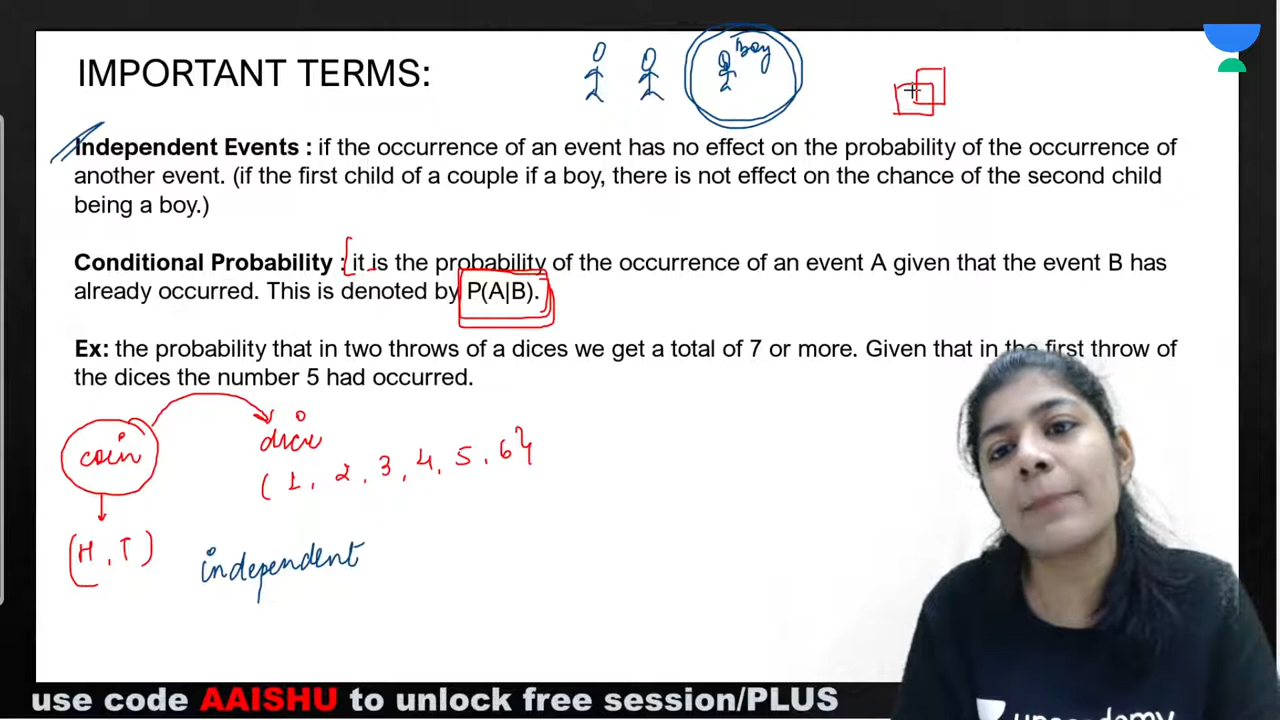 IMPORTANT TERMS:
boy
Independent Events : if the occurrence of an event has no effect on the probability of the occurrence of
another event. (if the first child of a couple if a boy, there is not effect on the chance of the second child
being a boy.)
Conditional Probability : it is the probability of the occurrence of an event A given that the event B has
already occurred. This is denoted by P(A|B).
Ex: the probability that in two throws of a dices we get a total of 7 or more. Given that in the first throw of
the dices the number 5 had occurred.
coin
dice
( 1, 2, 3, 4, 5, 6 }
(H, T)
independent
use code AAISHU to unlock free session/PLUS